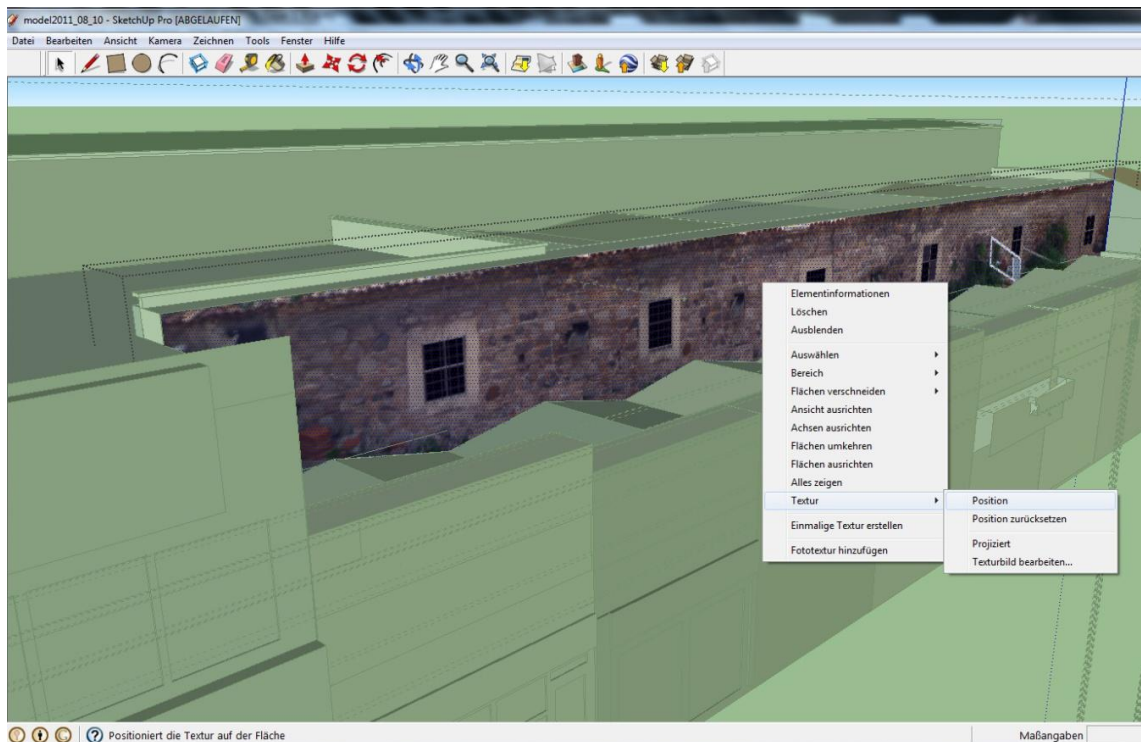 model2011_08_10 - SketchUp Pro [ABGELAUFEN]
Datei Bearbeiten Ansicht Kamera Zeichnen Tools Fenster Hilfe
Elementinformationen
Löschen
Ausblenden
Auswählen
Bereich
Flächen verschneiden
Ansicht ausrichten
Achsen ausrichten
Flächen umkehren
Flächen ausrichten
Alles zeigen
Textur
Einmalige Textur erstellen
Fototextur hinzufügen
Position
Position zurücksetzen
Projiziert
Texturbild bearbeiten...
Positioniert die Textur auf der Fläche
Maßangaben